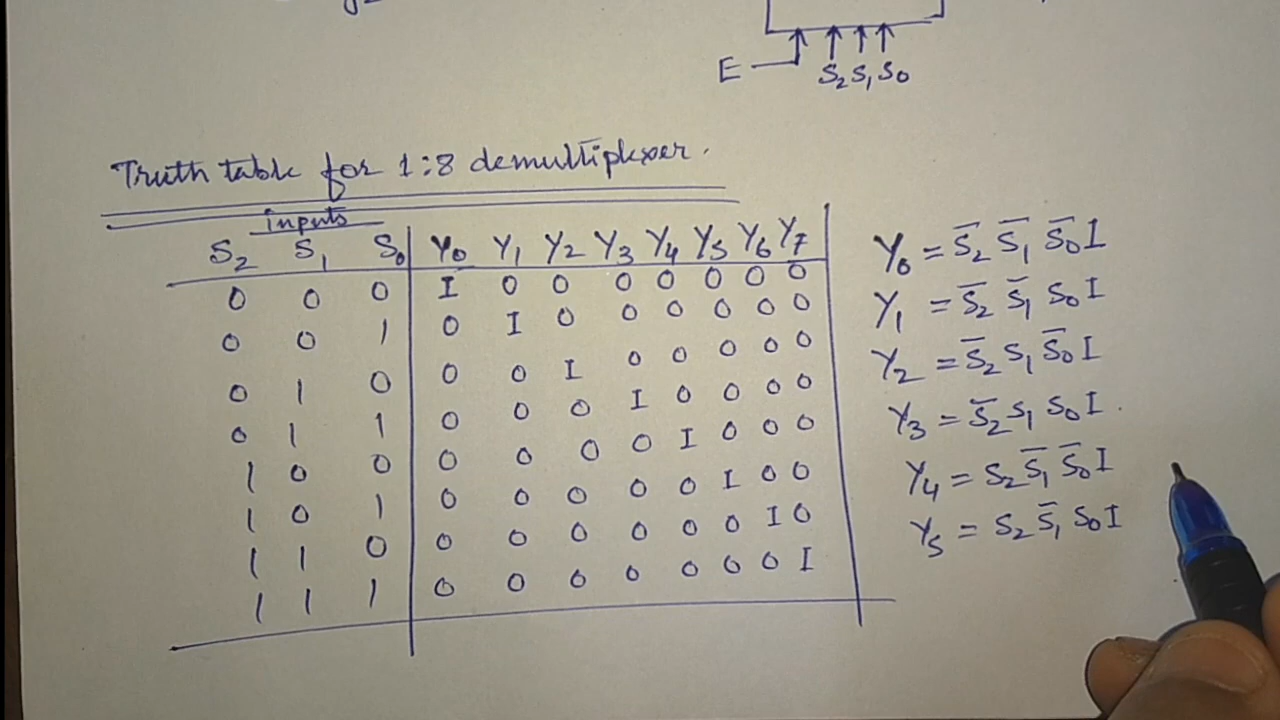 E
S₂ S₁ S₀
Truth table for 1:8 demultiplexer.
inputs
S₂ S₁ S₀ Y₀ Y₁ Y₂ Y₃ Y₄ Y₅ Y₆ Y₇
0 0 0 I 0 0 0 0 0 0 0
0 0 1 0 I 0 0 0 0 0 0
0 1 0 0 0 I 0 0 0 0 0
0 1 1 0 0 0 I 0 0 0 0
1 0 0 0 0 0 0 I 0 0 0
1 0 1 0 0 0 0 0 I 0 0
1 1 0 0 0 0 0 0 0 I 0
1 1 1 0 0 0 0 0 0 0 I
Y₀ = S̅₂ S̅₁ S̅₀ I
Y₁ = S̅₂ S̅₁ S₀ I
Y₂ = S̅₂ S₁ S̅₀ I
Y₃ = S̅₂ S₁ S₀ I.
Y₄ = S₂ S̅₁ S̅₀ I
Y₅ = S₂ S̅₁ S₀ I